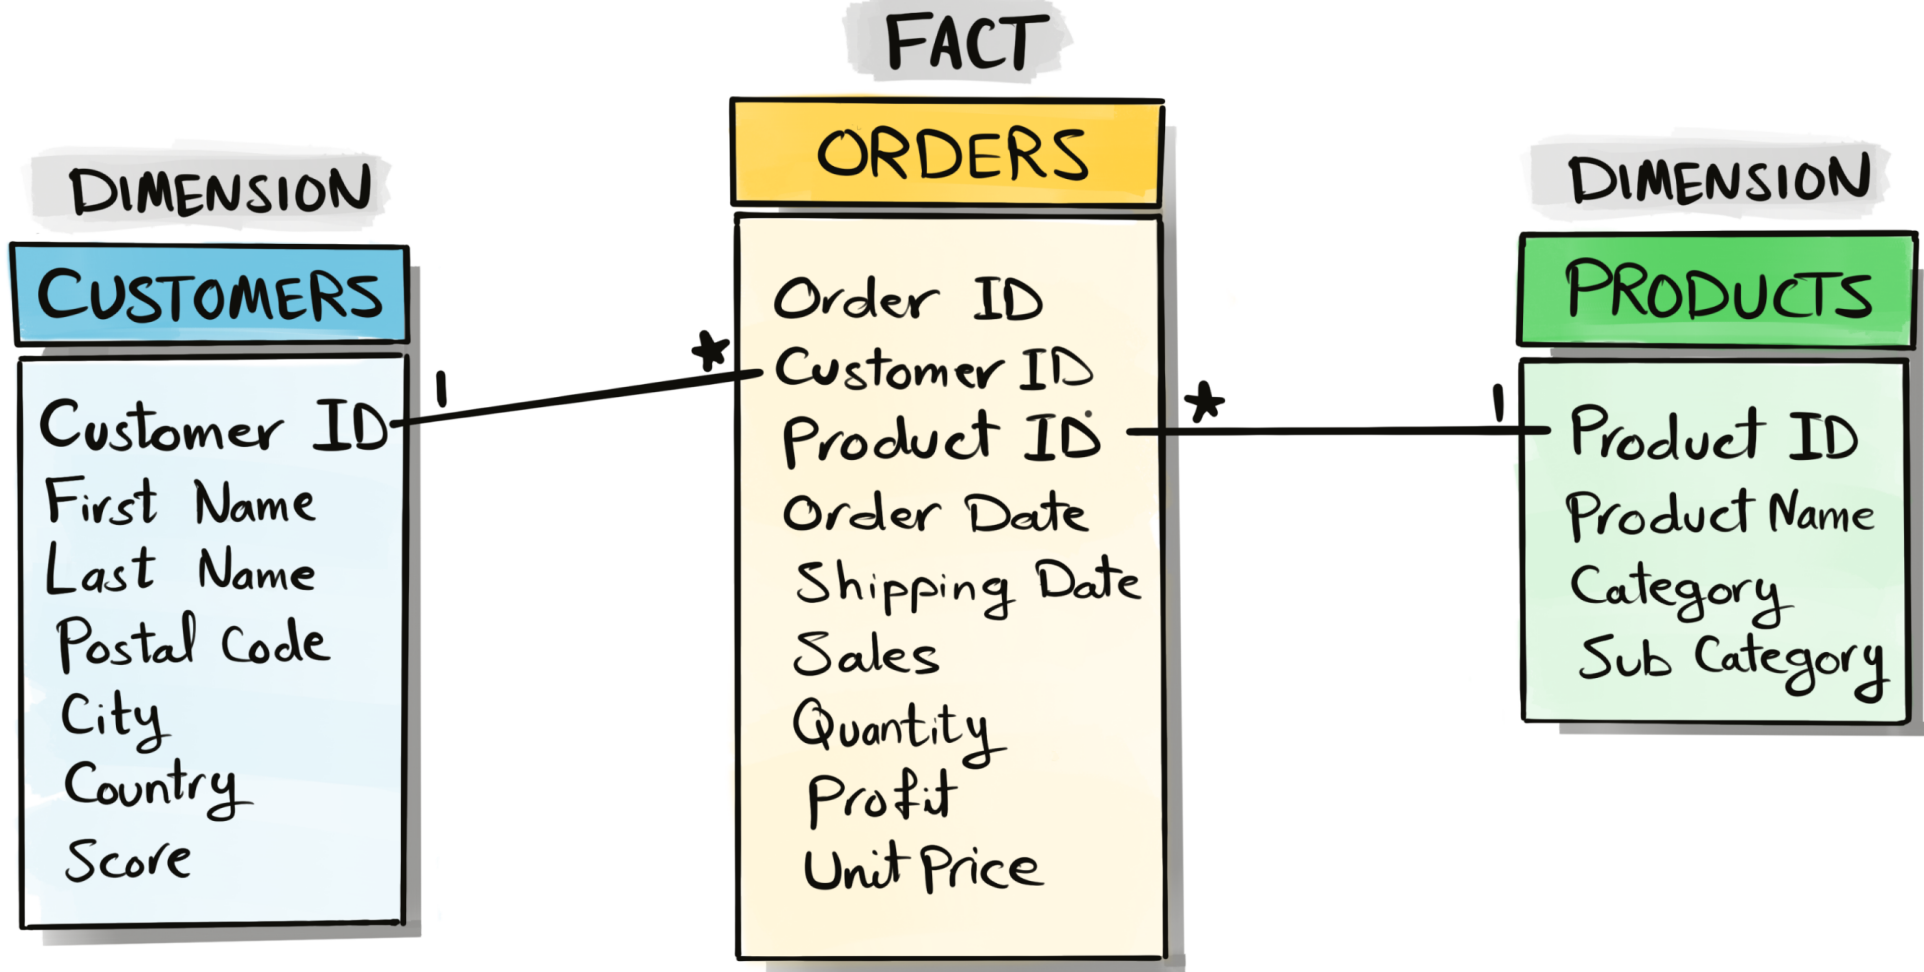 DIMENSION
CUSTOMERS
Customer ID
First Name
Last Name
Postal Code
City
Country
Score
1
*
FACT
ORDERS
Order ID
Customer ID
Product ID
Order Date
Shipping Date
Sales
Quantity
Profit
Unit Price
*
1
DIMENSION
PRODUCTS
Product ID
Product Name
Category
Sub Category